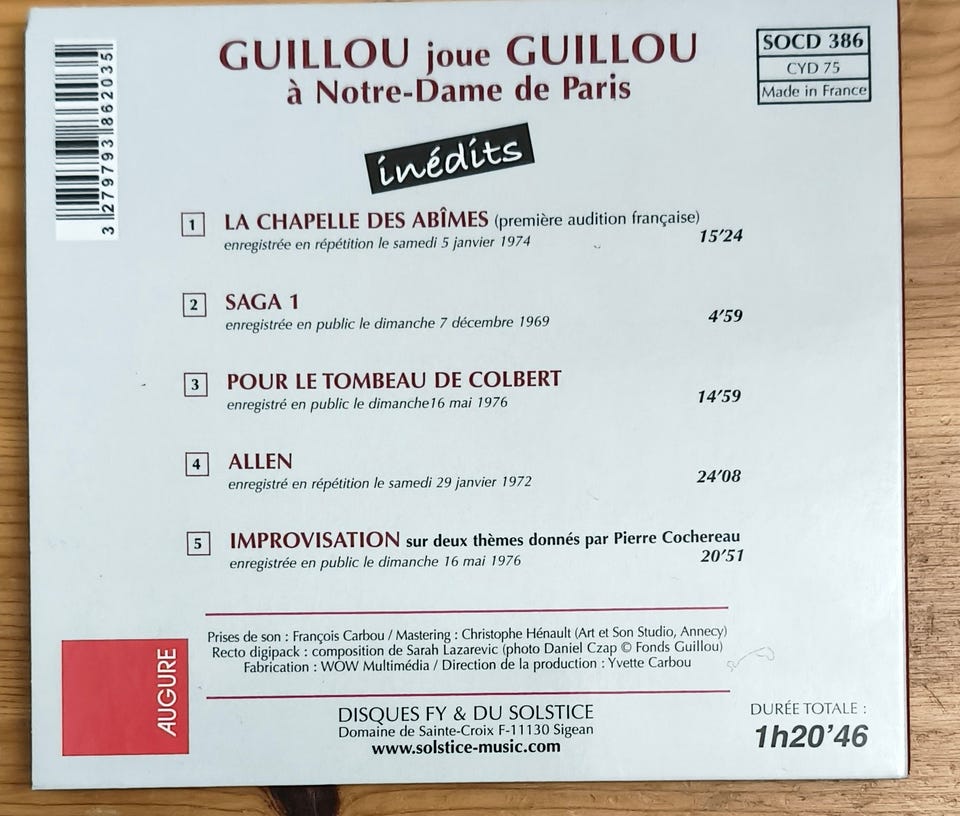 GUILLOU joue GUILLOU
à Notre-Dame de Paris
SOCD 386
CYD 75
Made in France
3 279793 862035
inédits
1 LA CHAPELLE DES ABÎMES (première audition française)
enregistrée en répétition le samedi 5 janvier 1974 15'24
2 SAGA 1
enregistrée en public le dimanche 7 décembre 1969 4'59
3 POUR LE TOMBEAU DE COLBERT
enregistré en public le dimanche16 mai 1976 14'59
4 ALLEN
enregistré en répétition le samedi 29 janvier 1972 24'08
5 IMPROVISATION sur deux thèmes donnés par Pierre Cochereau
enregistrée en public le dimanche 16 mai 1976 20'51
Prises de son : François Carbou / Mastering : Christophe Hénault (Art et Son Studio, Annecy)
Recto digipack : composition de Sarah Lazarevic (photo Daniel Czap © Fonds Guillou)
Fabrication : WOW Multimédia / Direction de la production : Yvette Carbou
AUGURE
DISQUES FY & DU SOLSTICE
Domaine de Sainte-Croix F-11130 Sigean
www.solstice-music.com
DURÉE TOTALE :
1h20'46